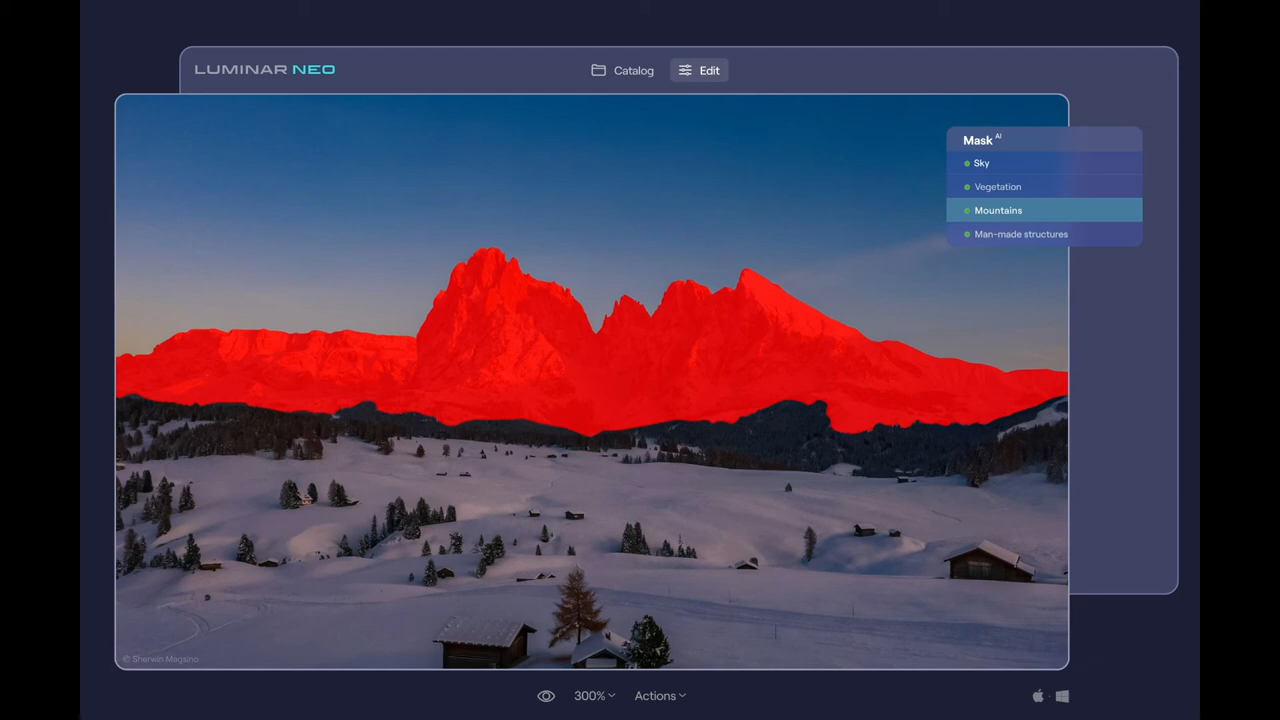 LUMINAR NEO
Catalog
Edit
Mask AI
Sky
Vegetation
Mountains
Man-made structures
© Sherwin Magsino
300%
Actions